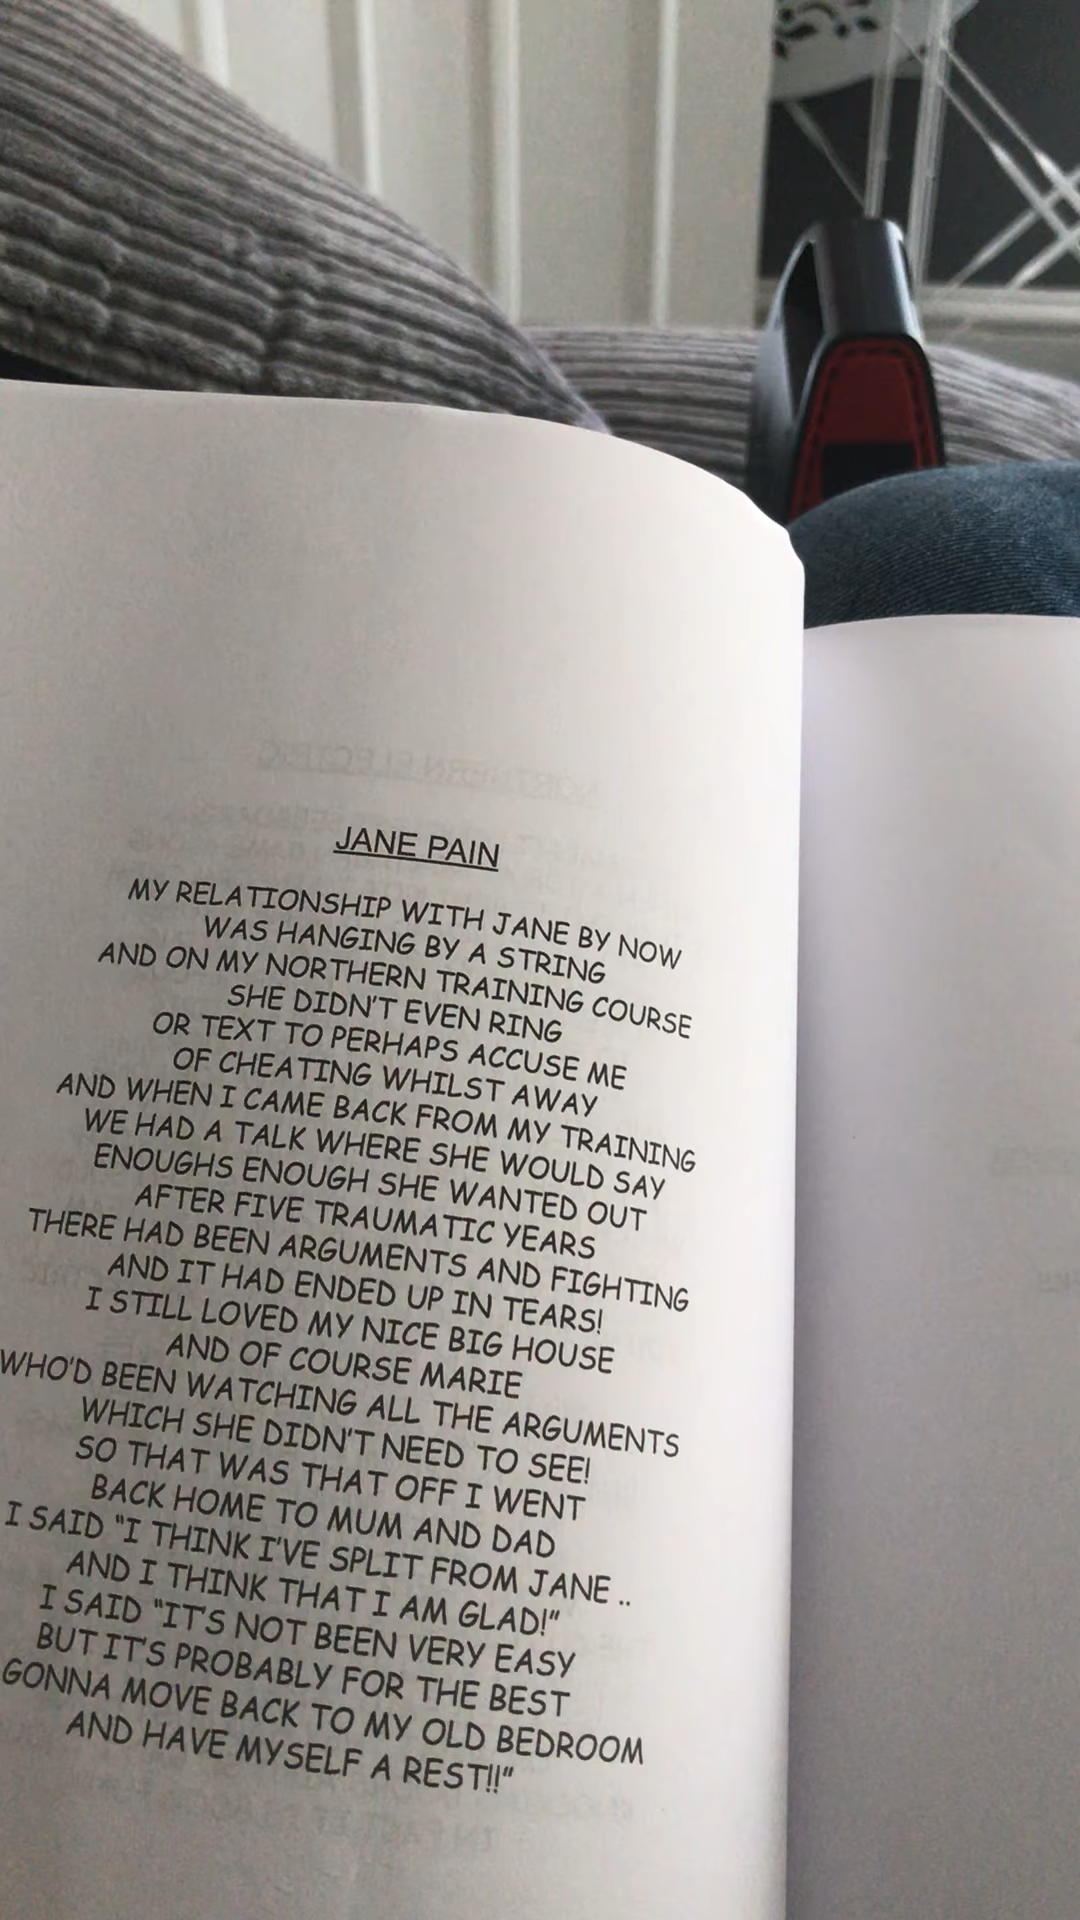 JANE PAIN
MY RELATIONSHIP WITH JANE BY NOW
WAS HANGING BY A STRING
AND ON MY NORTHERN TRAINING COURSE
SHE DIDN'T EVEN RING
OR TEXT TO PERHAPS ACCUSE ME
OF CHEATING WHILST AWAY
AND WHEN I CAME BACK FROM MY TRAINING
WE HAD A TALK WHERE SHE WOULD SAY
ENOUGHS ENOUGH SHE WANTED OUT
AFTER FIVE TRAUMATIC YEARS
THERE HAD BEEN ARGUMENTS AND FIGHTING
AND IT HAD ENDED UP IN TEARS!
I STILL LOVED MY NICE BIG HOUSE
AND OF COURSE MARIE
WHO'D BEEN WATCHING ALL THE ARGUMENTS
WHICH SHE DIDN'T NEED TO SEE!
SO THAT WAS THAT OFF I WENT
BACK HOME TO MUM AND DAD
I SAID "I THINK I'VE SPLIT FROM JANE ..
AND I THINK THAT I AM GLAD!"
I SAID "IT'S NOT BEEN VERY EASY
BUT IT'S PROBABLY FOR THE BEST
GONNA MOVE BACK TO MY OLD BEDROOM
AND HAVE MYSELF A REST!!"